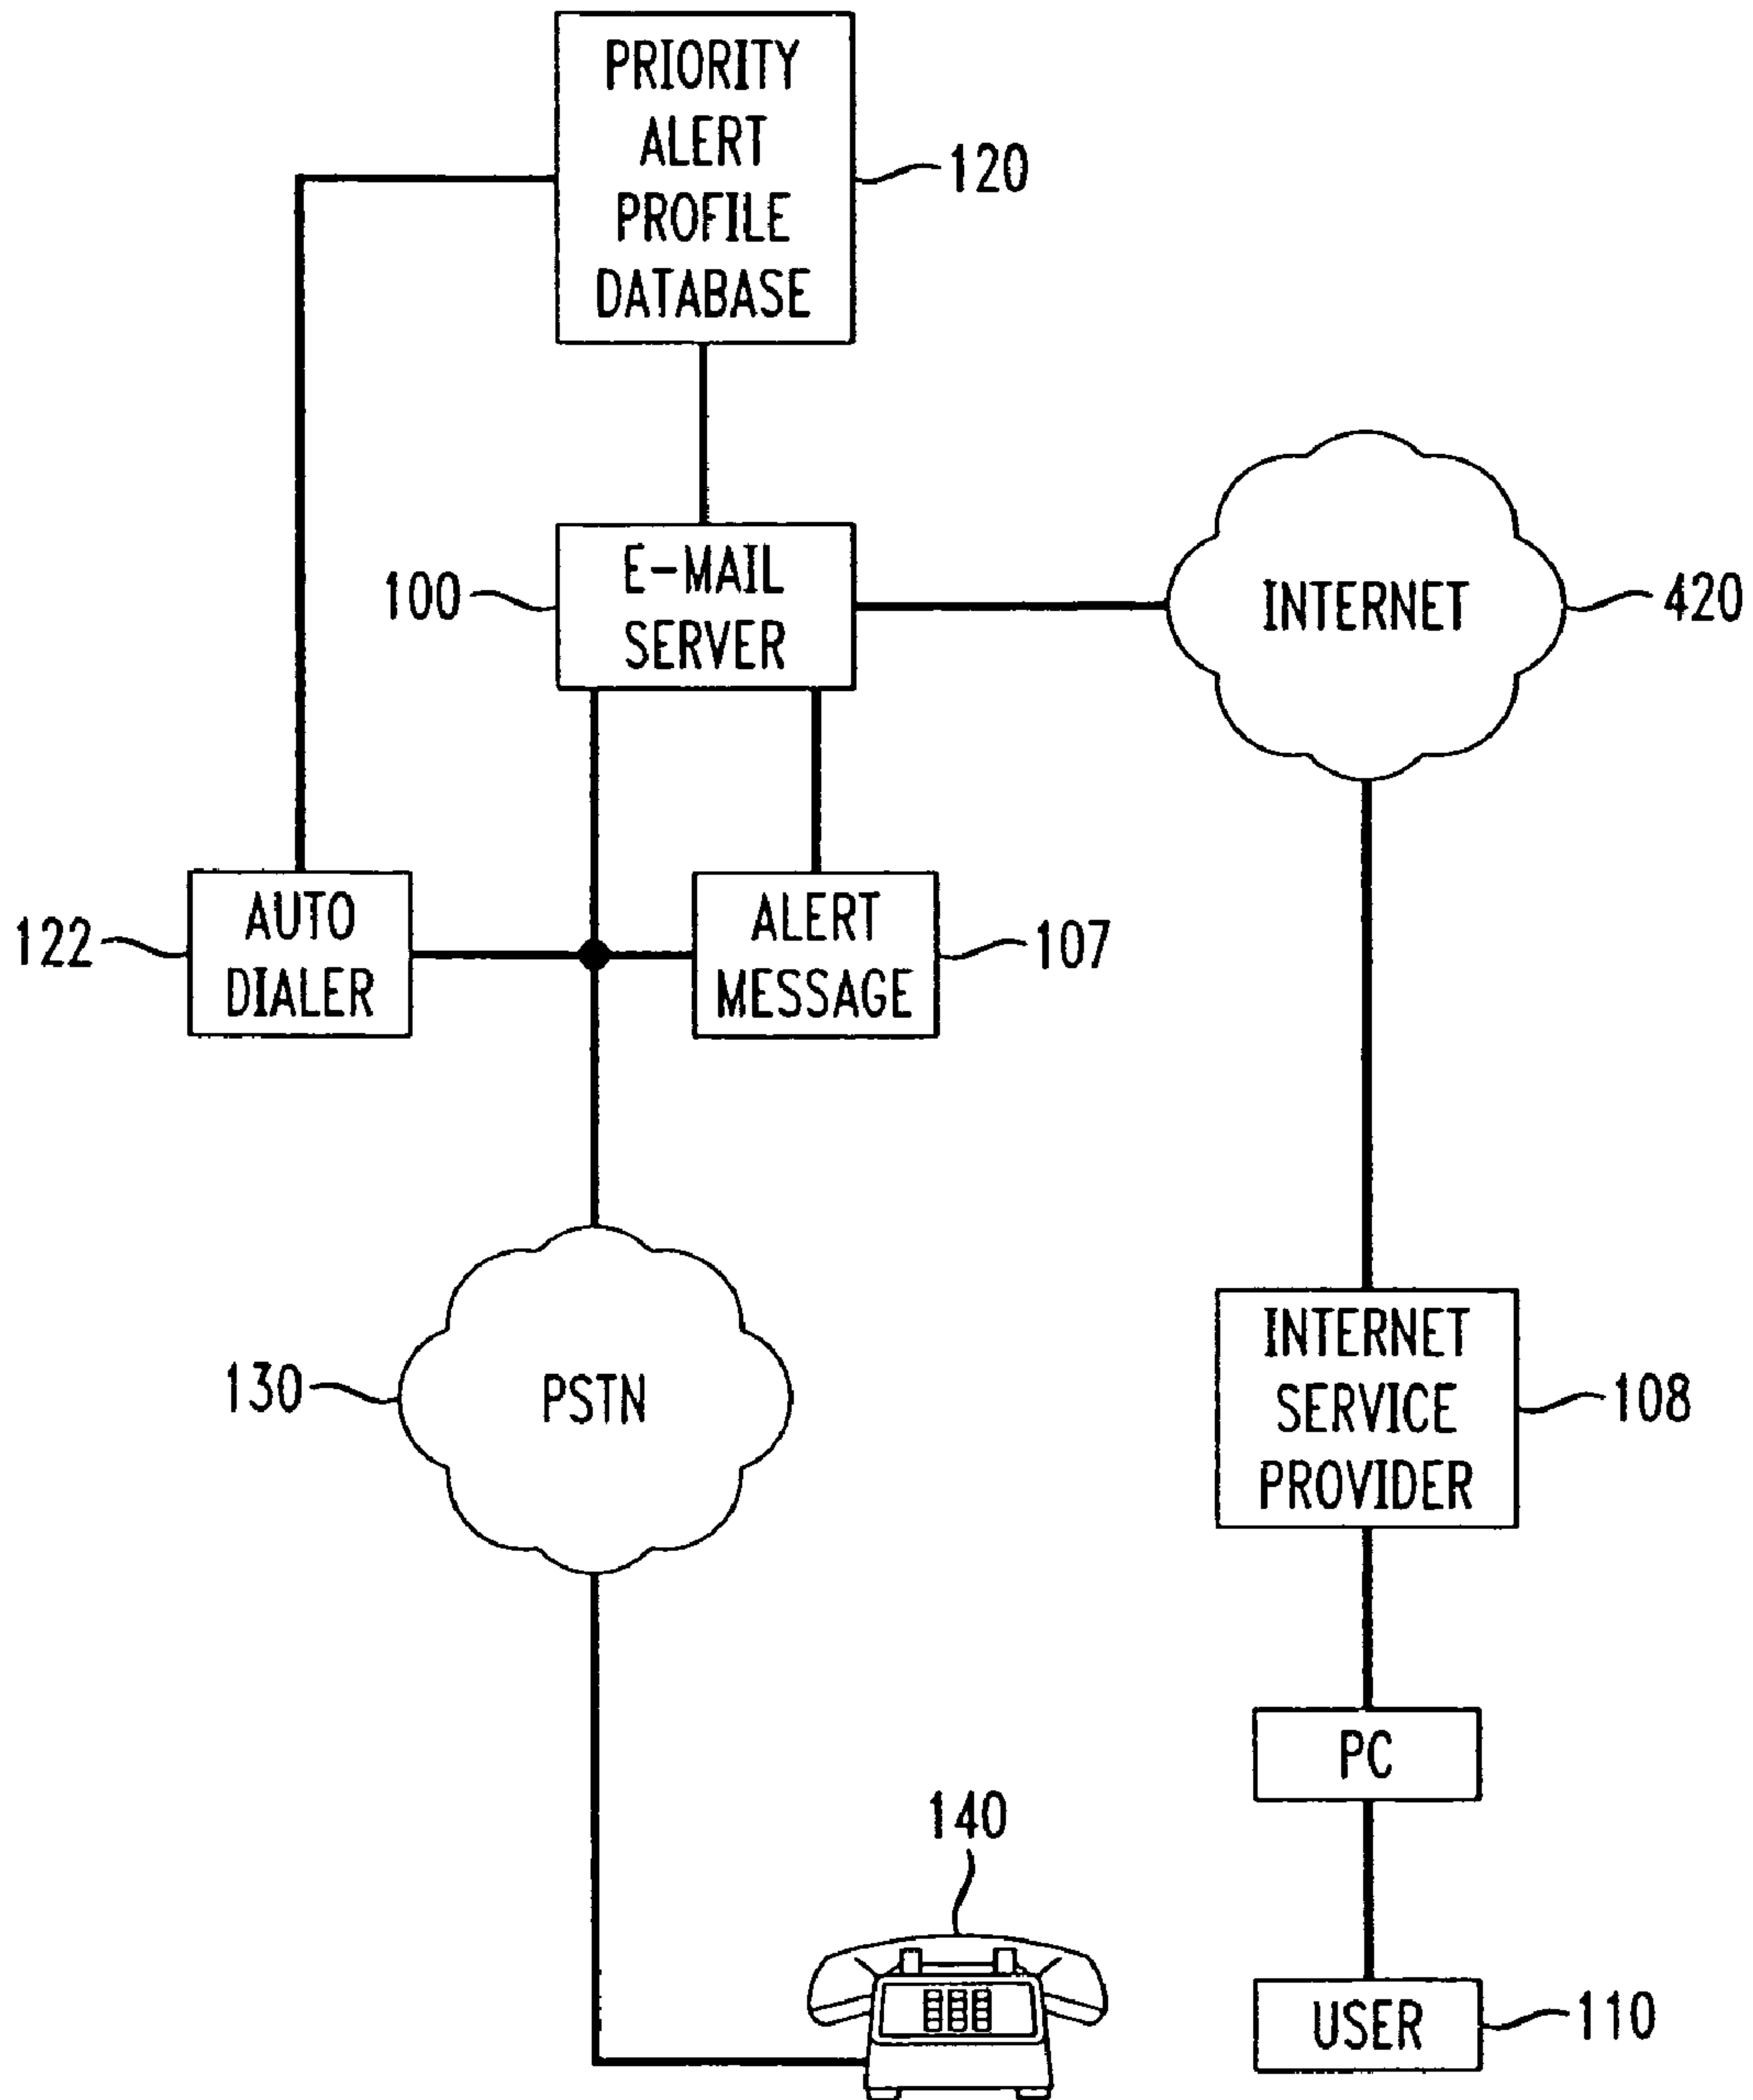 PRIORITY
ALERT
PROFILE
DATABASE
120
E-MAIL
SERVER
100
INTERNET
420
AUTO
DIALER
122
ALERT
MESSAGE
107
PSTN
130
INTERNET
SERVICE
PROVIDER
108
PC
140
USER
110